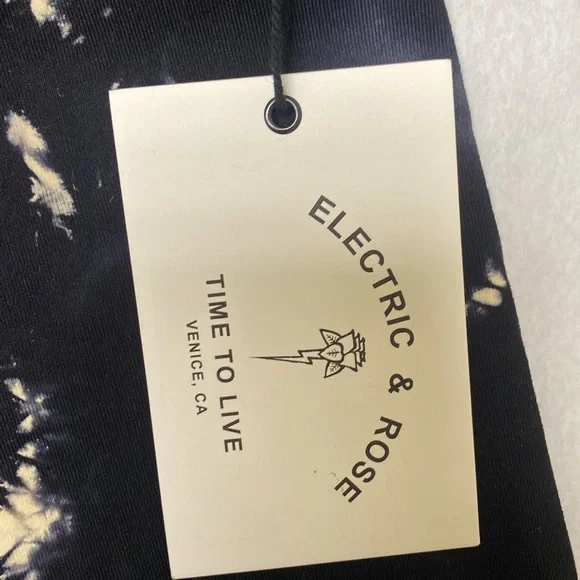 ELECTRIC & ROSE
TIME TO LIVE
VENICE, CA